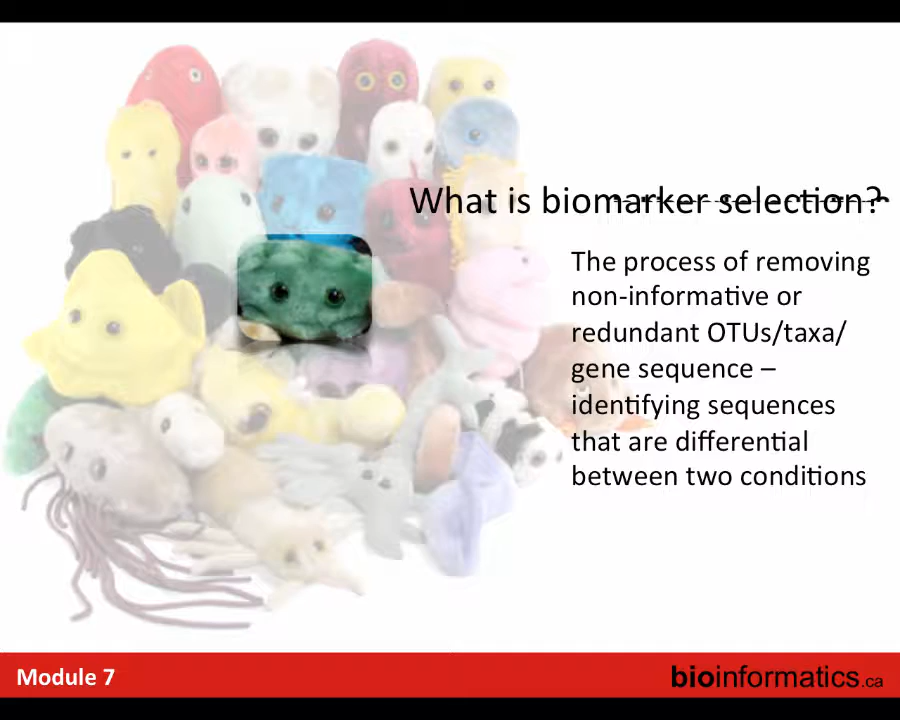 What is biomarker selection?
The process of removing
non-informative or
redundant OTUs/taxa/
gene sequence –
identifying sequences
that are differential
between two conditions
Module 7
bioinformatics.ca